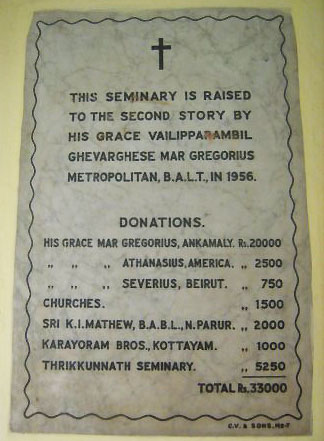 THIS SEMINARY IS RAISED
TO THE SECOND STORY BY
HIS GRACE VAILIPPARAMBIL
GHEVARGHESE MAR GREGORIUS
METROPOLITAN, B.A.L.T., IN 1956.
DONATIONS.
HIS GRACE MAR GREGORIUS, ANKAMALY. Rs.20000
„ „ „ ATHANASIUS, AMERICA. „ 2500
„ „ „ SEVERIUS, BEIRUT. „ 750
CHURCHES. „ 1500
SRI K.I. MATHEW, B.A.B.L., N. PARUR. „ 2000
KARAYORAM BROS., KOTTAYAM. „ 1000
THRIKKUNNATH SEMINARY. „ 5250
TOTAL Rs.33000
C.V. & SONS,